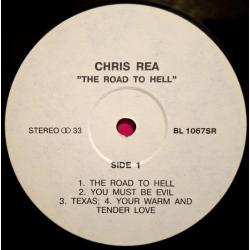 CHRIS REA
"THE ROAD TO HELL"
STEREO 33
BL 1067SR
SIDE 1
1. THE ROAD TO HELL
2. YOU MUST BE EVIL
3. TEXAS; 4. YOUR WARM AND
TENDER LOVE